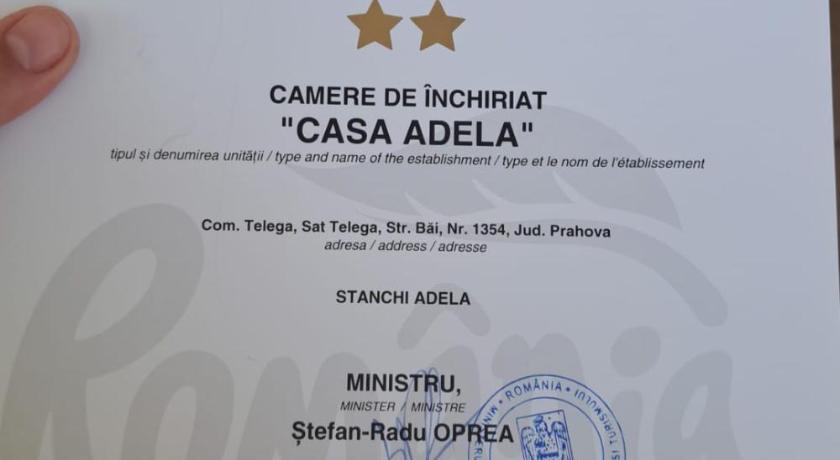 CAMERE DE ÎNCHIRIAT
"CASA ADELA"
tipul și denumirea unității / type and name of the establishment / type et le nom de l'établissement
Com. Telega, Sat Telega, Str. Băi, Nr. 1354, Jud. Prahova
adresa / address / adresse
STANCHI ADELA
România
MINISTRU,
MINISTER / MINISTRE
Ștefan-Radu OPREA
ROMÂNIA